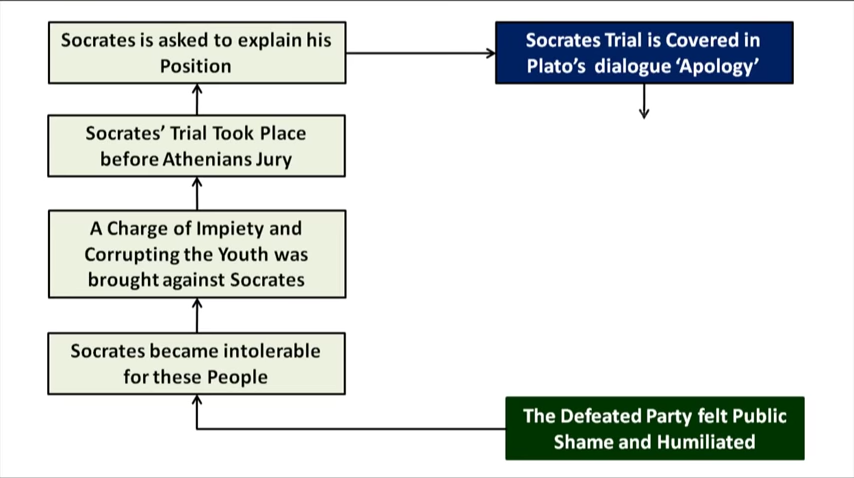 Socrates is asked to explain his
Position
Socrates Trial is Covered in
Plato's dialogue ‘Apology’
Socrates’ Trial Took Place
before Athenians Jury
A Charge of Impiety and
Corrupting the Youth was
brought against Socrates
Socrates became intolerable
for these People
The Defeated Party felt Public
Shame and Humiliated